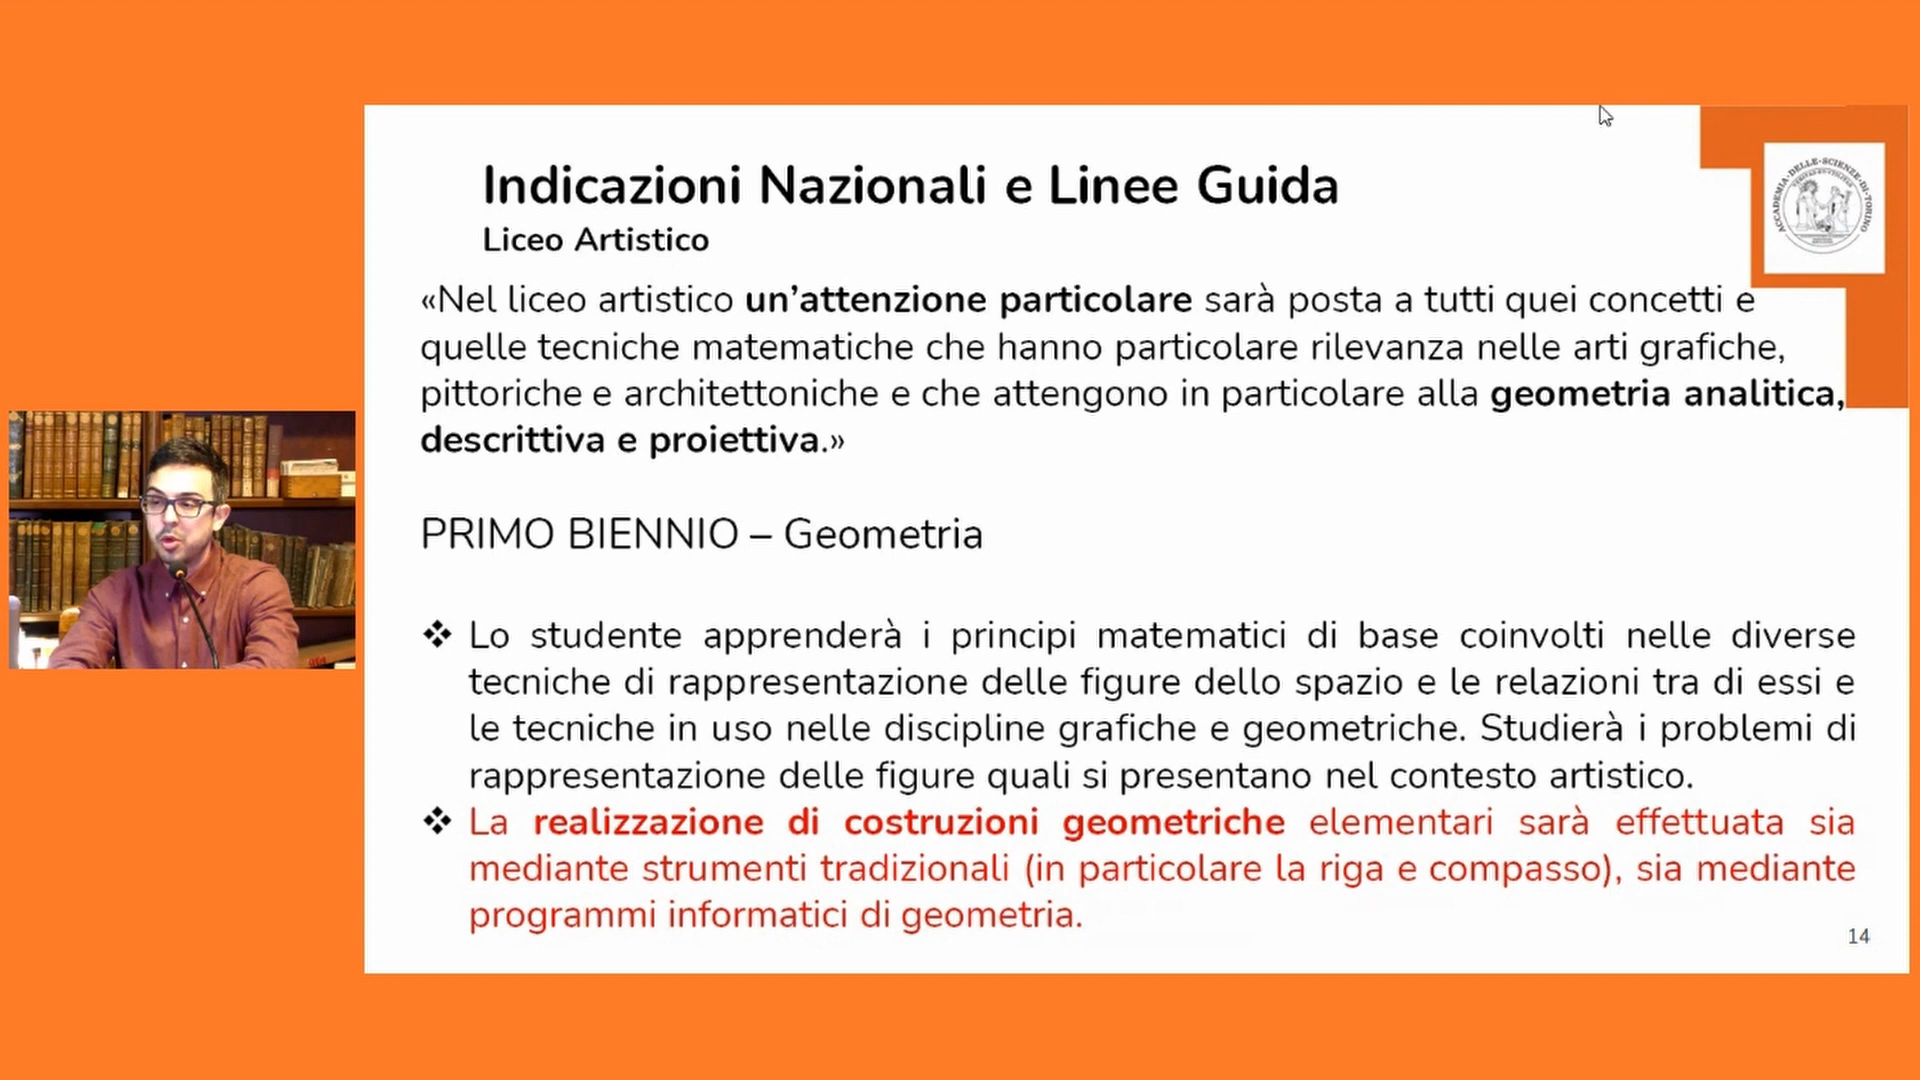 Indicazioni Nazionali e Linee Guida
Liceo Artistico
«Nel liceo artistico un’attenzione particolare sarà posta a tutti quei concetti e
quelle tecniche matematiche che hanno particolare rilevanza nelle arti grafiche,
pittoriche e architettoniche e che attengono in particolare alla geometria analitica,
descrittiva e proiettiva.»
PRIMO BIENNIO – Geometria
❖ Lo studente apprenderà i principi matematici di base coinvolti nelle diverse
tecniche di rappresentazione delle figure dello spazio e le relazioni tra di essi e
le tecniche in uso nelle discipline grafiche e geometriche. Studierà i problemi di
rappresentazione delle figure quali si presentano nel contesto artistico.
❖ La realizzazione di costruzioni geometriche elementari sarà effettuata sia
mediante strumenti tradizionali (in particolare la riga e compasso), sia mediante
programmi informatici di geometria.
14
ACCADEMIA·DELLE·SCIENZE·DI·TORINO